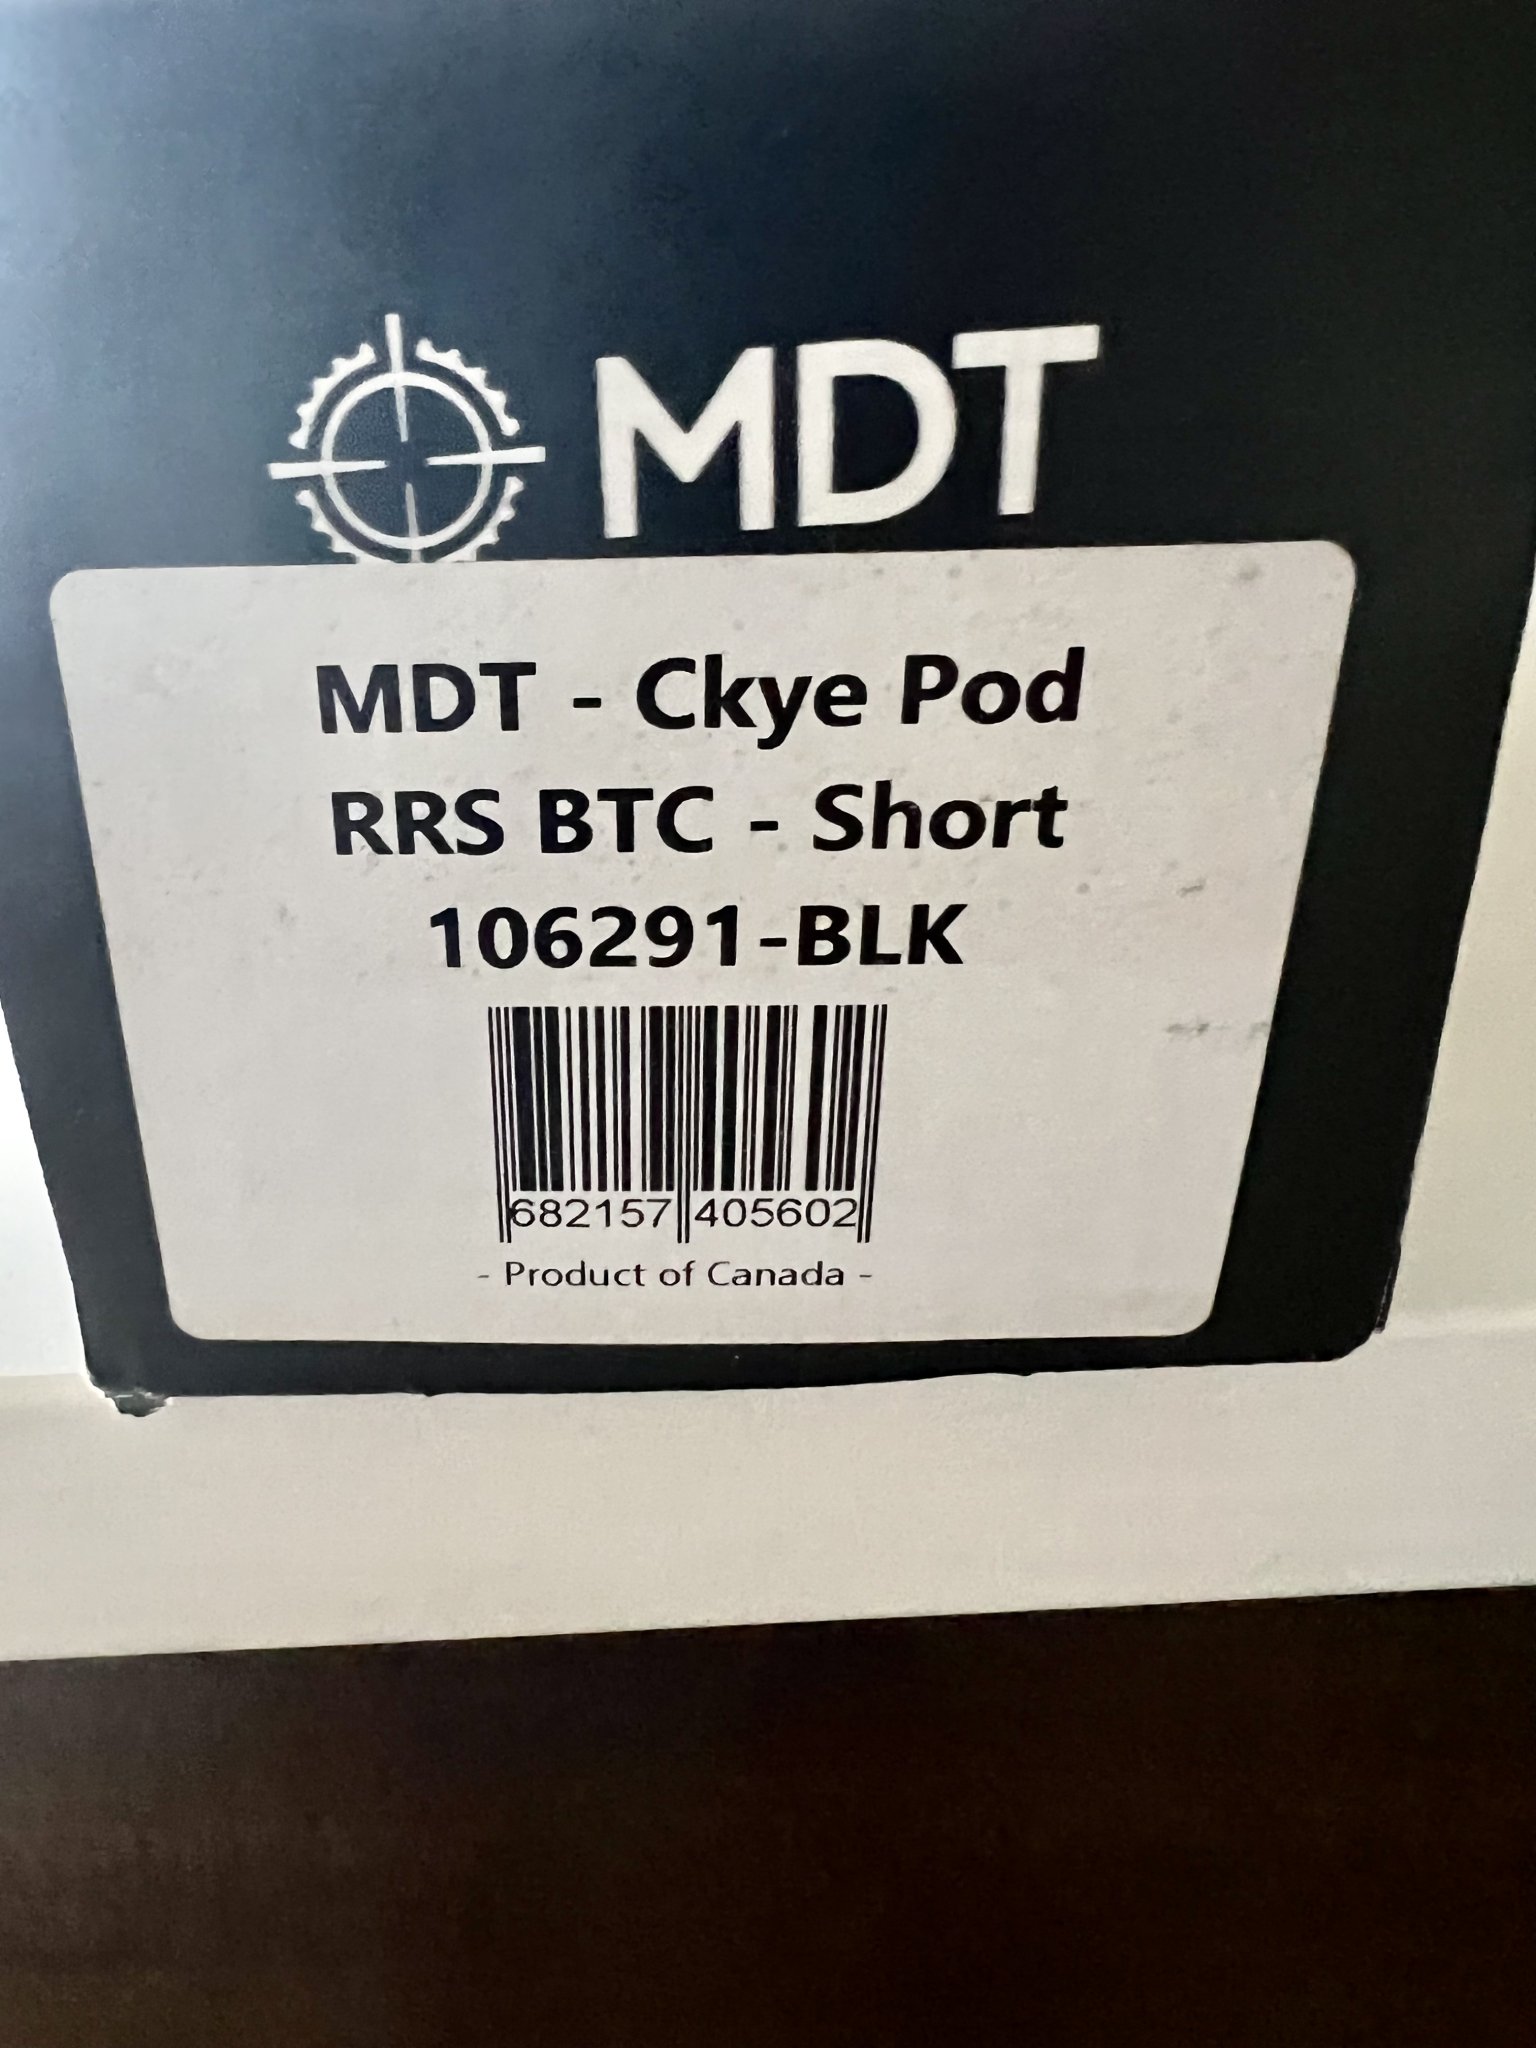 MDT
MDT - Ckye Pod
RRS BTC - Short
106291-BLK
682157 405602
- Product of Canada -